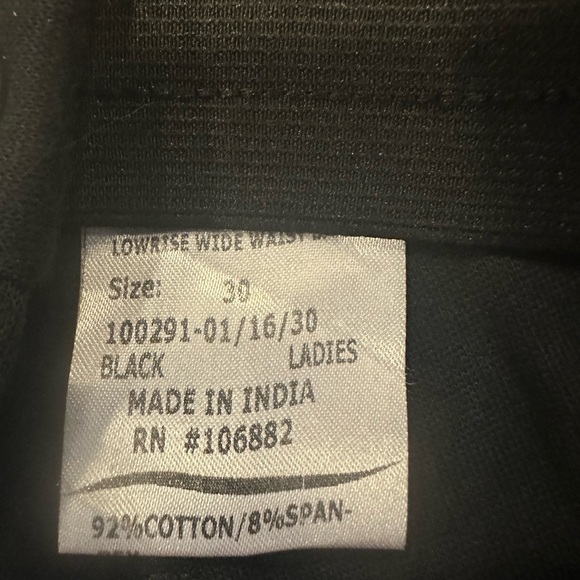 LOWRISE WIDE WAIST
Size: 30
100291-01/16/30
BLACK LADIES
MADE IN INDIA
RN #106882
92%COTTON/8%SPAN-